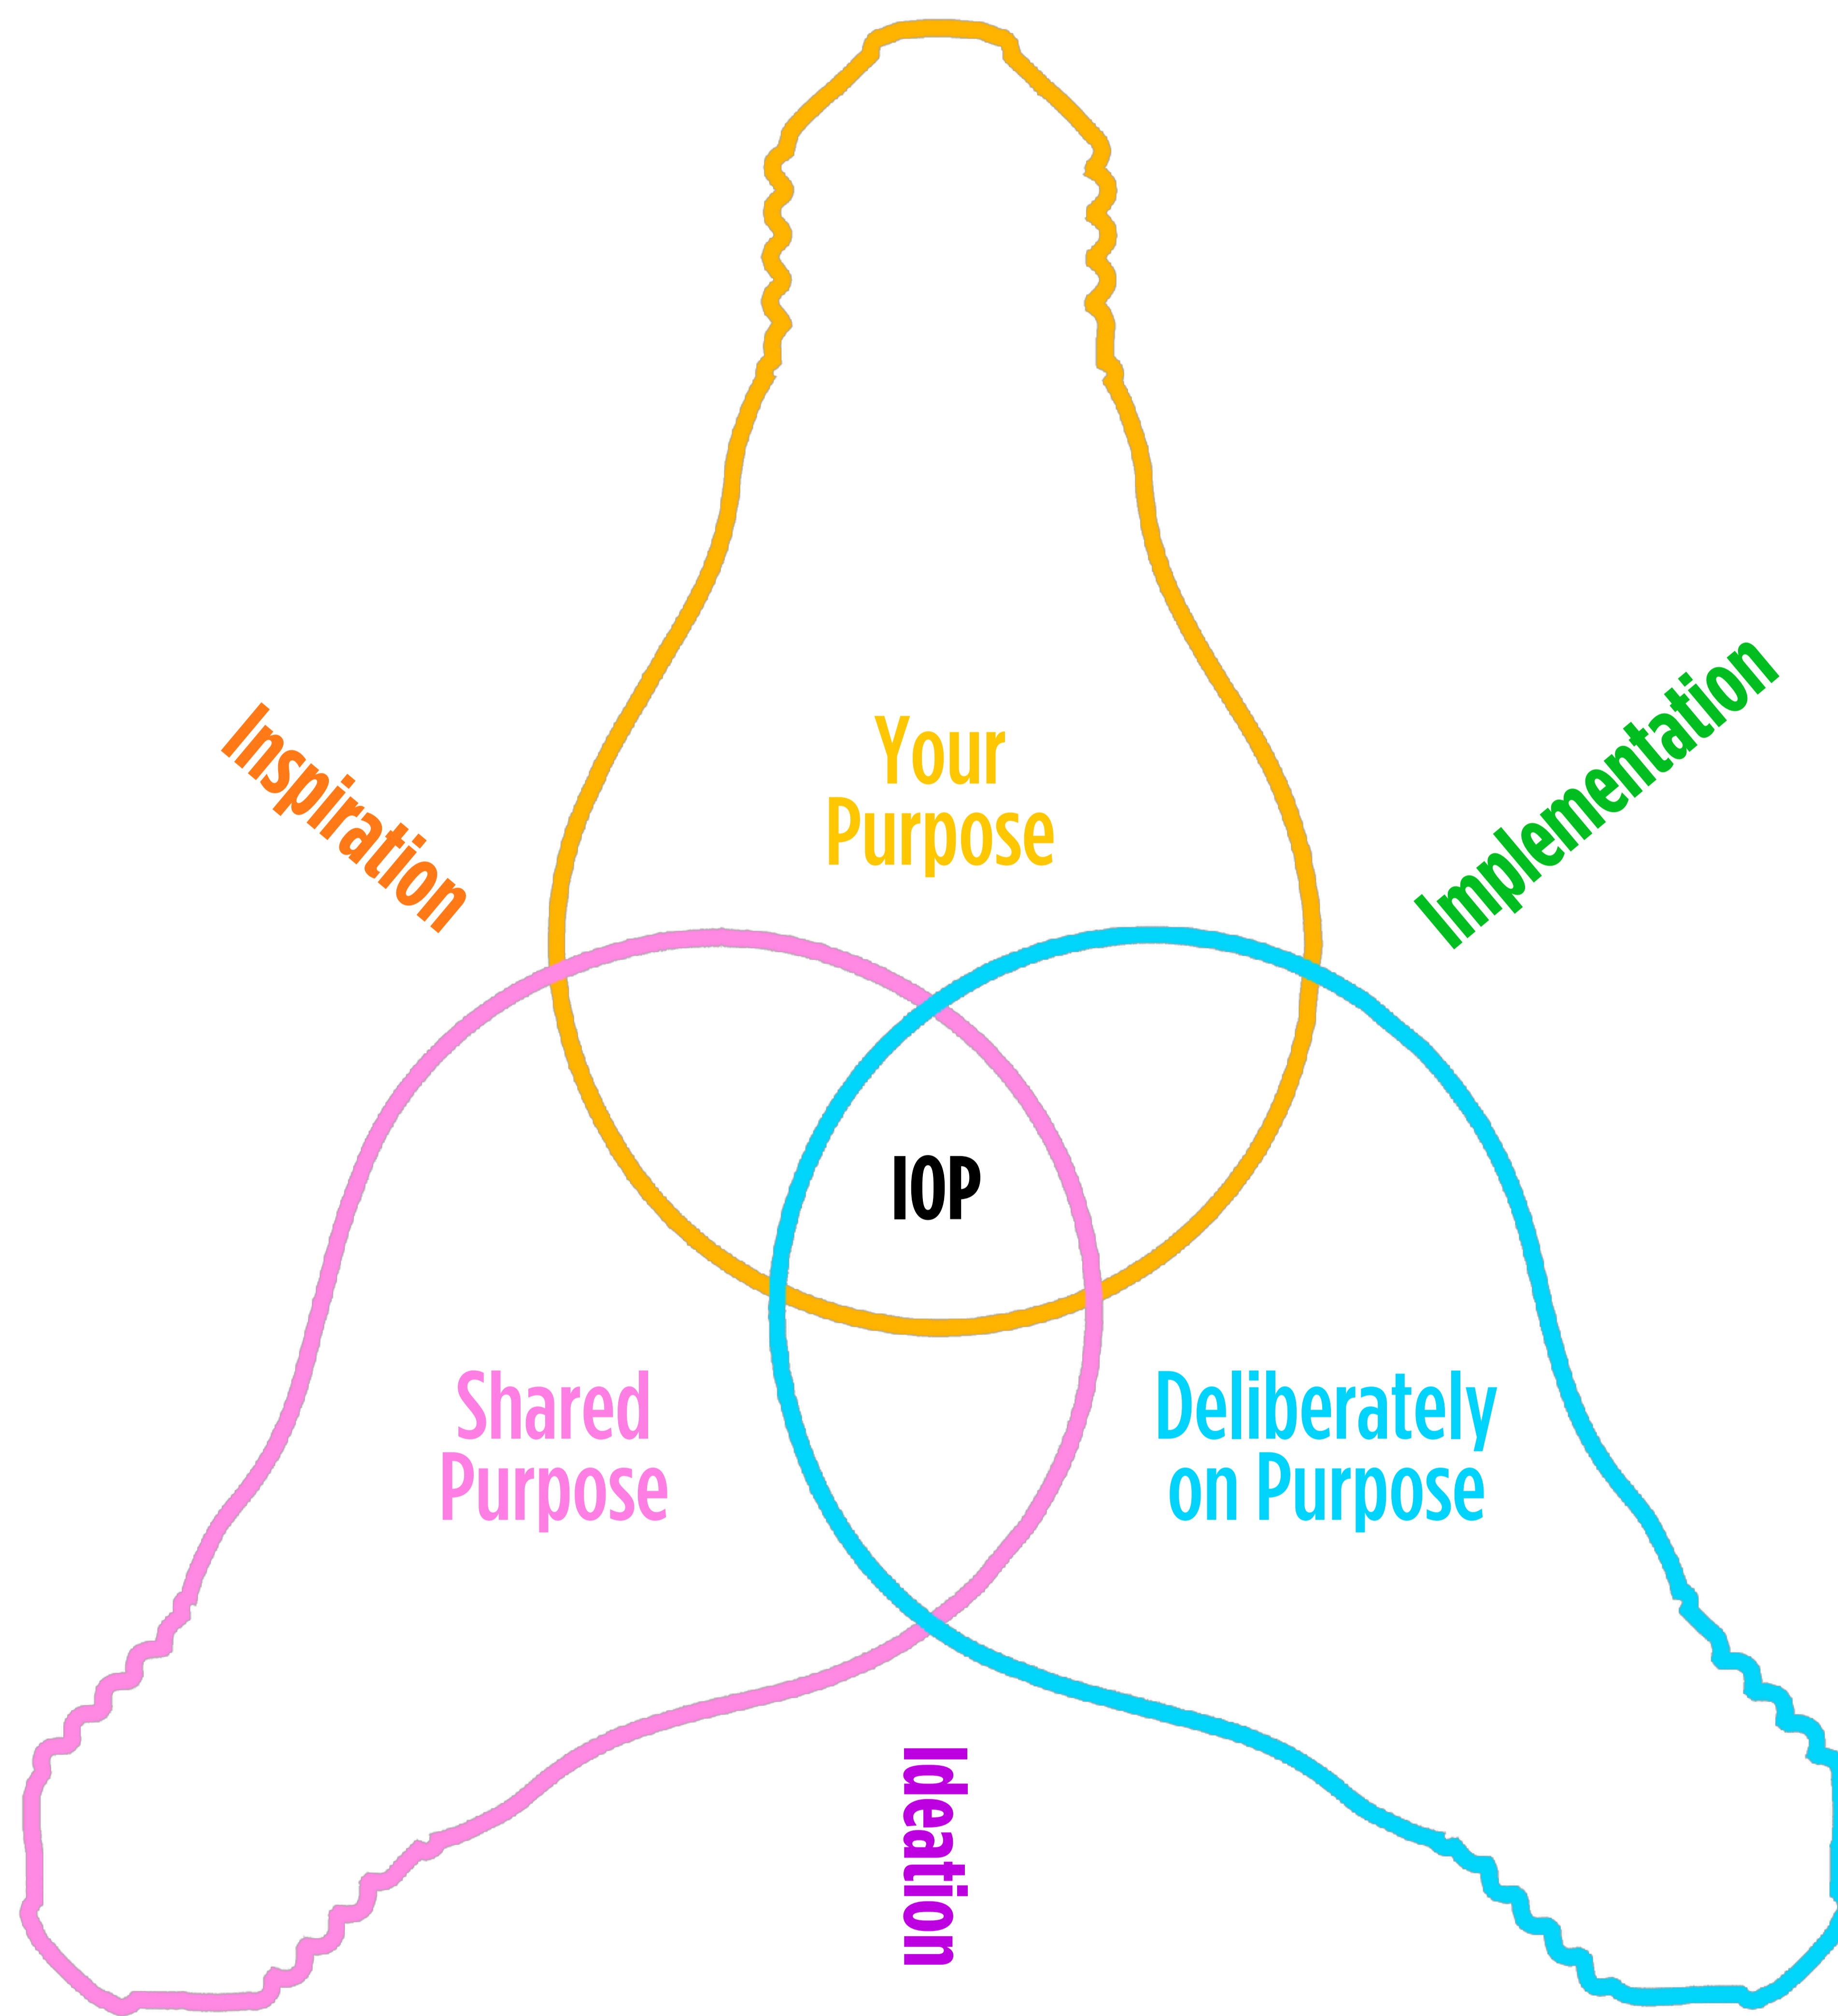 Inspiration
Implementation
Your
Purpose
IOP
Shared
Purpose
Deliberately
on Purpose
Ideation